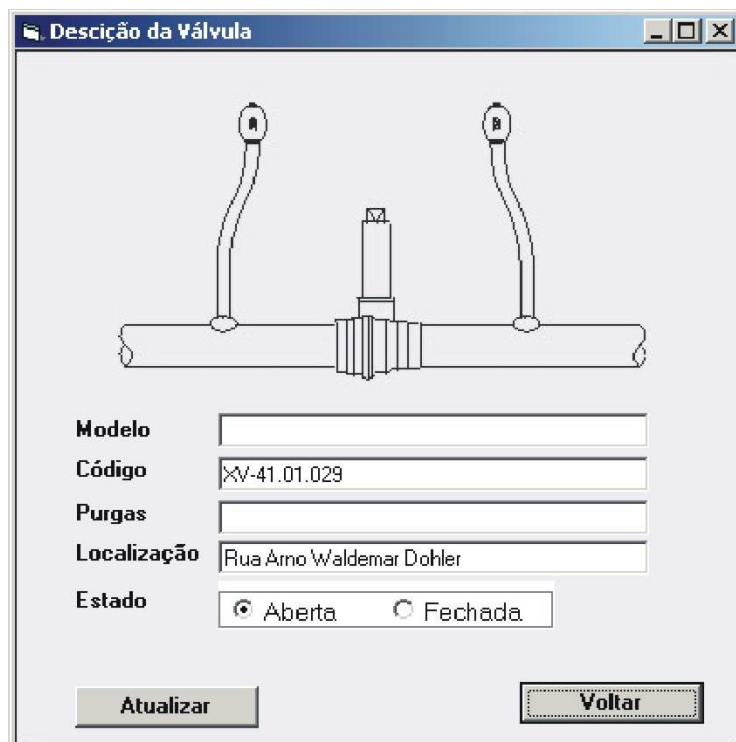 Descição da Válvula
A B
Modelo
Código XV-41.01.029
Purgas
Localização Rua Arno Waldemar Dohler
Estado Aberta Fechada
Atualizar Voltar